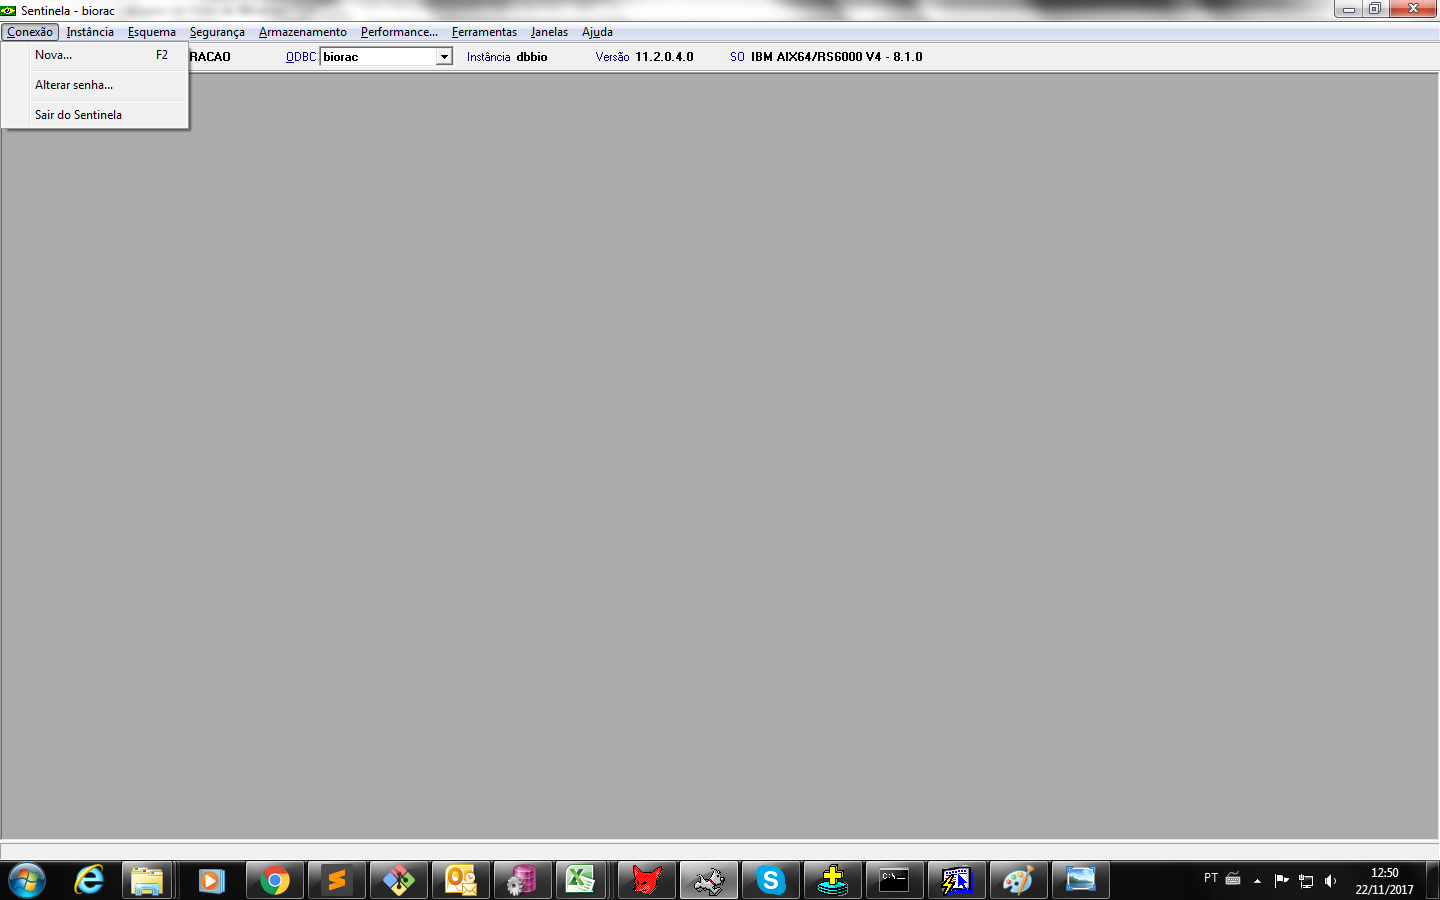 Sentinela - biorac
Conexão Instância Esquema Segurança Armazenamento Performance... Ferramentas Janelas Ajuda
RACAO ODBC biorac Instância dbbio Versão 11.2.0.4.0 SO IBM AIX64/RS6000 V4 - 8.1.0
Nova... F2
Alterar senha...
Sair do Sentinela
C:\
PT
12:50
22/11/2017